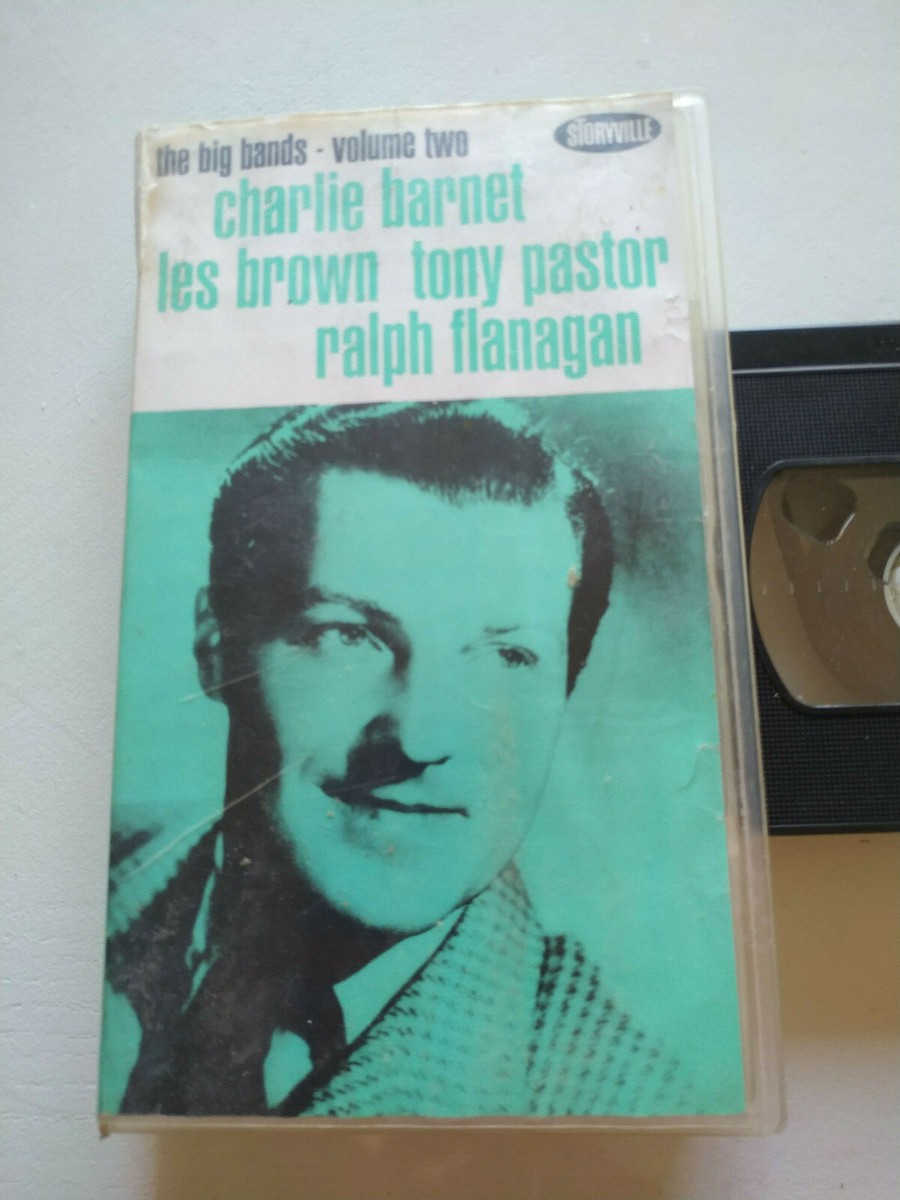 the big bands - volume two
STORYVILLE
charlie barnet
les brown tony pastor
ralph flanagan